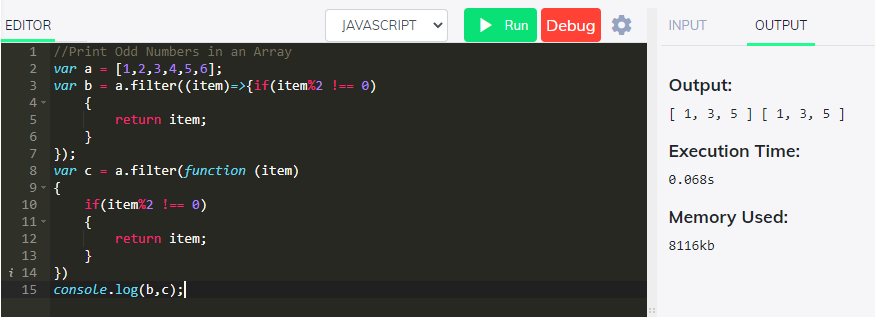 EDITOR
JAVASCRIPT
Run
Debug
INPUT
OUTPUT
1 //Print Odd Numbers in an Array
2 var a = [1,2,3,4,5,6];
3 var b = a.filter((item)=>{if(item%2 !== 0)
4 {
5 return item;
6 }
7 });
8 var c = a.filter(function (item)
9 {
10 if(item%2 !== 0)
11 {
12 return item;
13 }
i 14 })
15 console.log(b,c);
Output:
[ 1, 3, 5 ] [ 1, 3, 5 ]
Execution Time:
0.068s
Memory Used:
8116kb